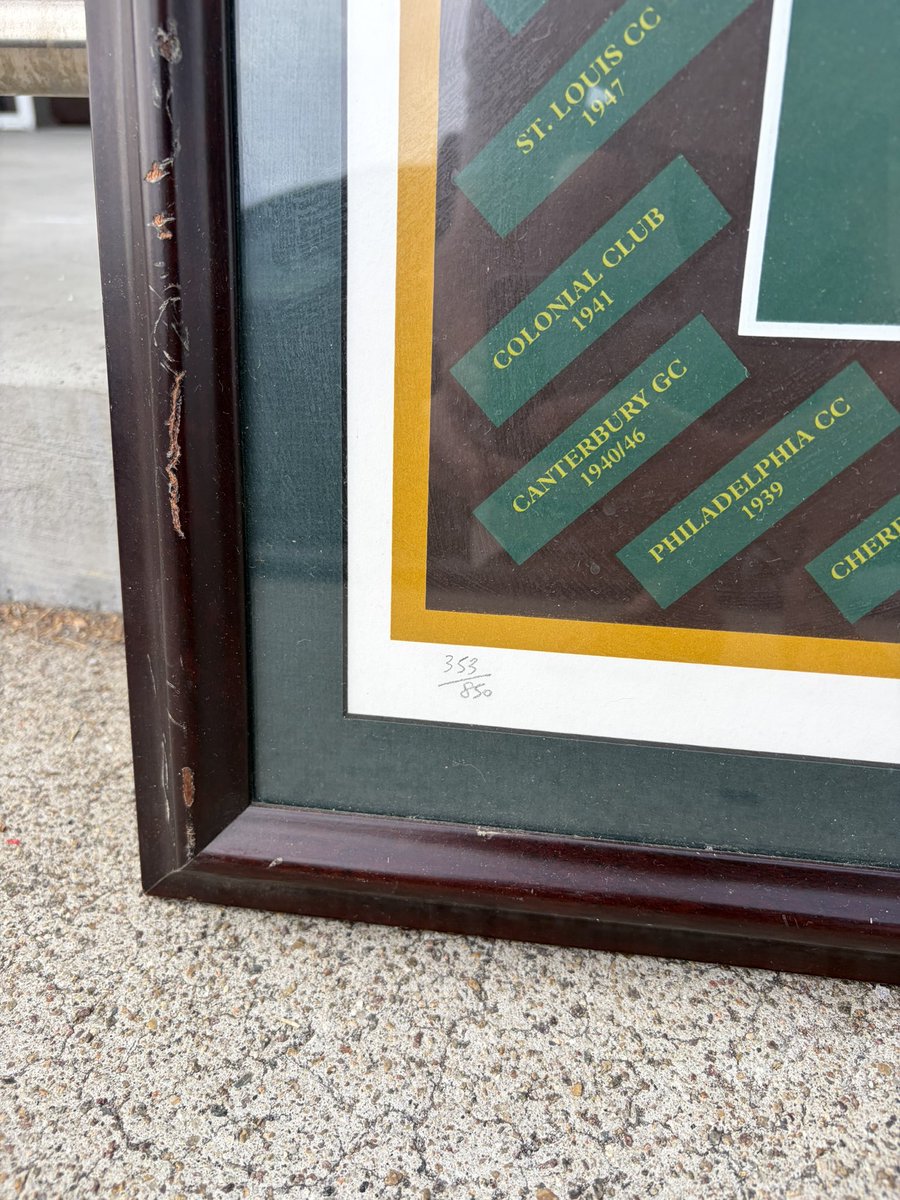 ST. LOUIS CC
1947
COLONIAL CLUB
1941
CANTERBURY GC
1940/46
PHILADELPHIA CC
1939
353
850